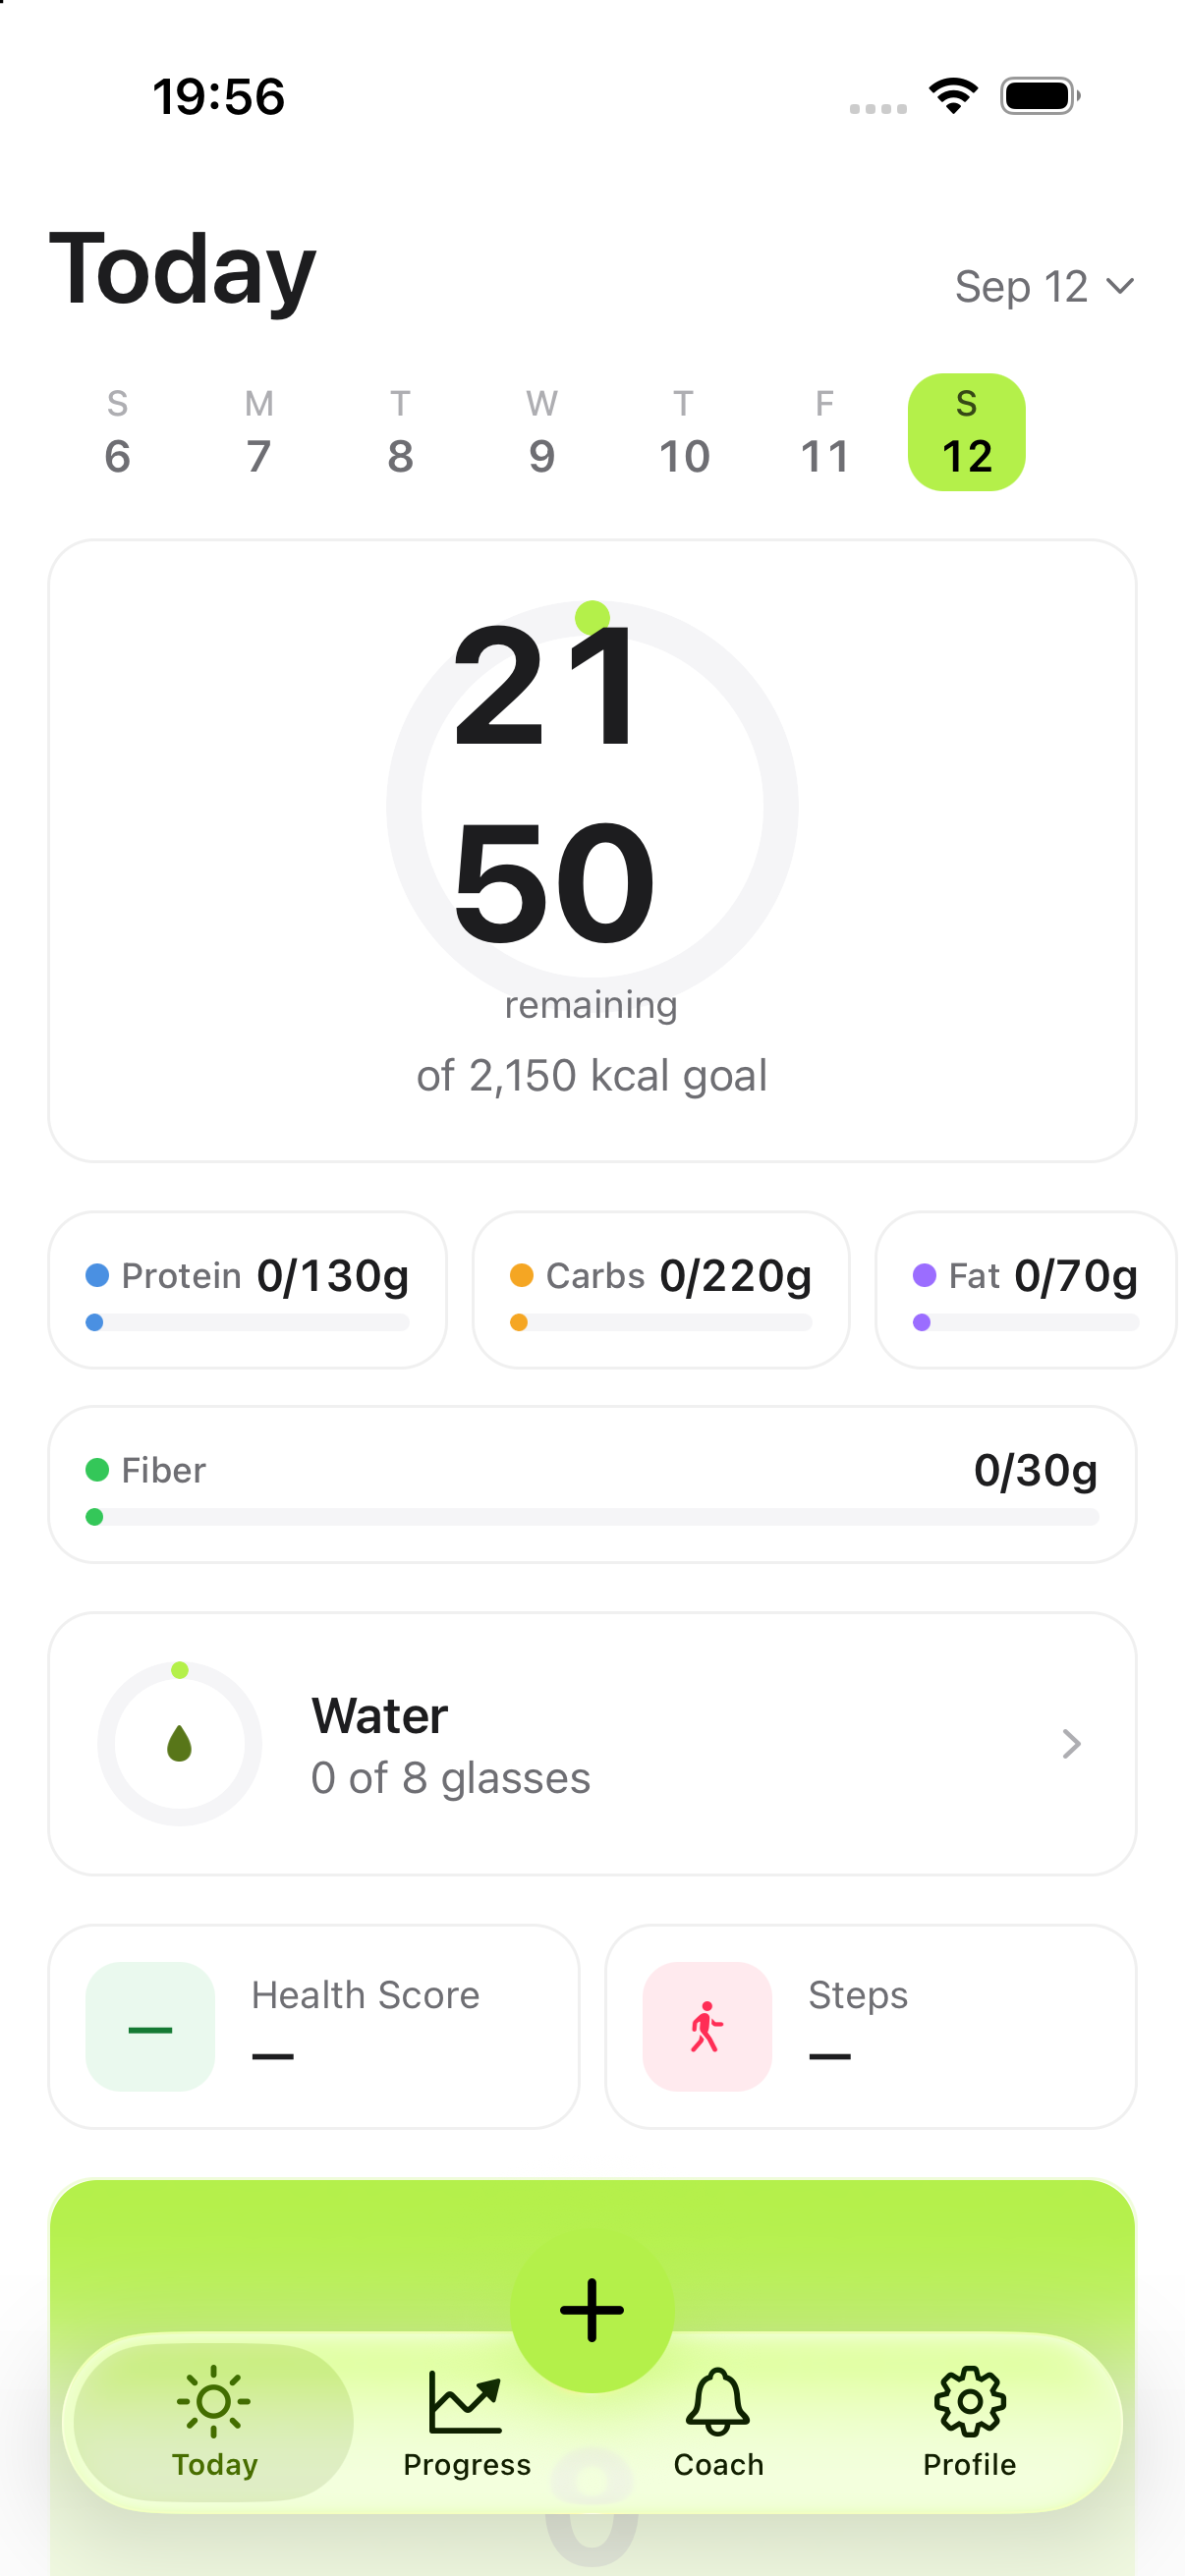 19:56
Today
Sep 12
S M T W T F S
6 7 8 9 10 11 12
21
50
remaining
of 2,150 kcal goal
Protein 0/130g
Carbs 0/220g
Fat 0/70g
Fiber 0/30g
Water
0 of 8 glasses
Health Score
—
Steps
—
Today Progress Coach Profile